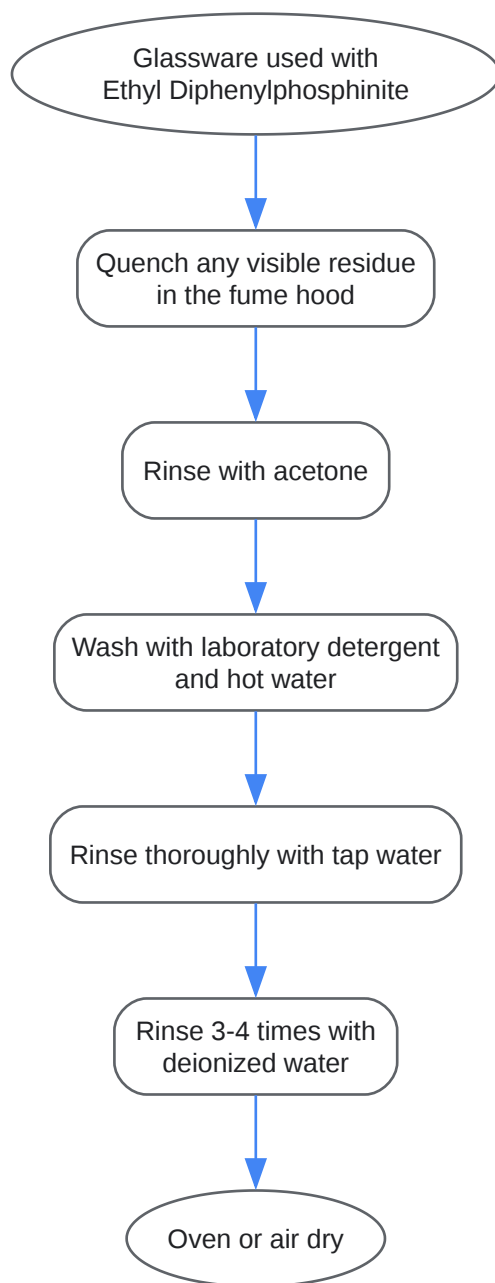 Glassware used with
Ethyl Diphenylphosphinite
Quench any visible residue
in the fume hood
Rinse with acetone
Wash with laboratory detergent
and hot water
Rinse thoroughly with tap water
Rinse 3-4 times with
deionized water
Oven or air dry